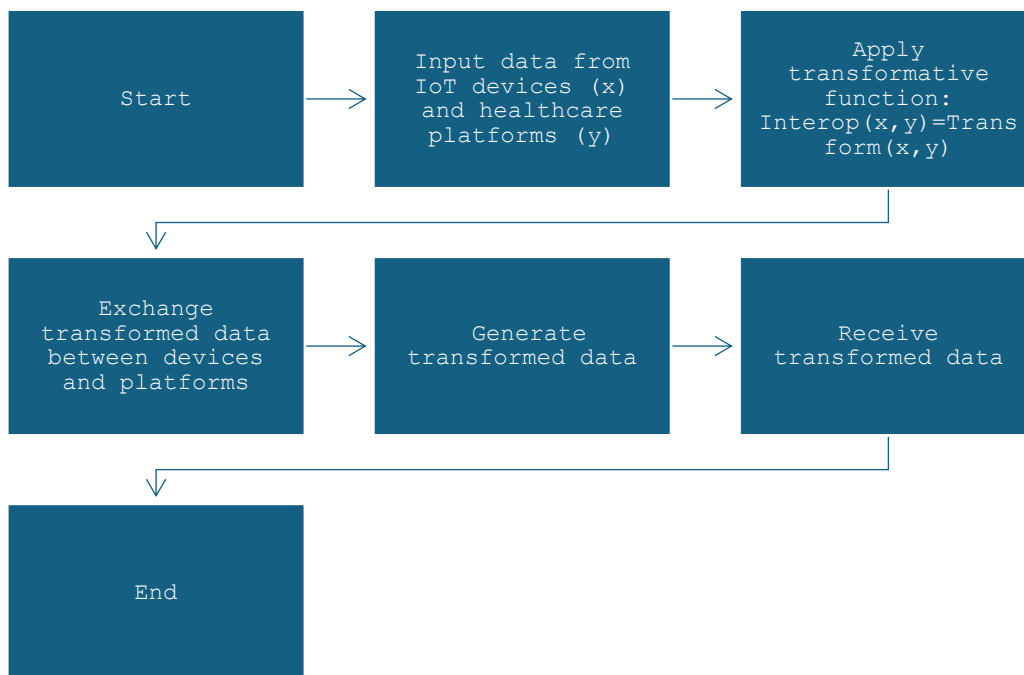 Start
Input data from
IoT devices (x)
and healthcare
platforms (y)
Apply
transformative
function:
Interop(x,y)=Trans
form(x,y)
Exchange
transformed data
between devices
and platforms
Generate
transformed data
Receive
transformed data
End